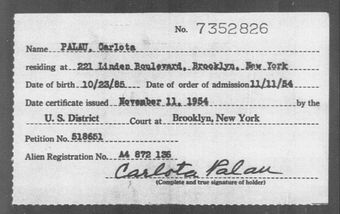 No. 7352826
Name PALAU, Carlota
residing at 221 Linden Boulevard, Brooklyn, New York
Date of birth 10/23/85 Date of order of admission 11/11/54
Date certificate issued November 11, 1954 by the
U. S. District Court at Brooklyn, New York
Petition No. 518651
Alien Registration No. A4 872 136
Carlota Palau
(Complete and true signature of holder)